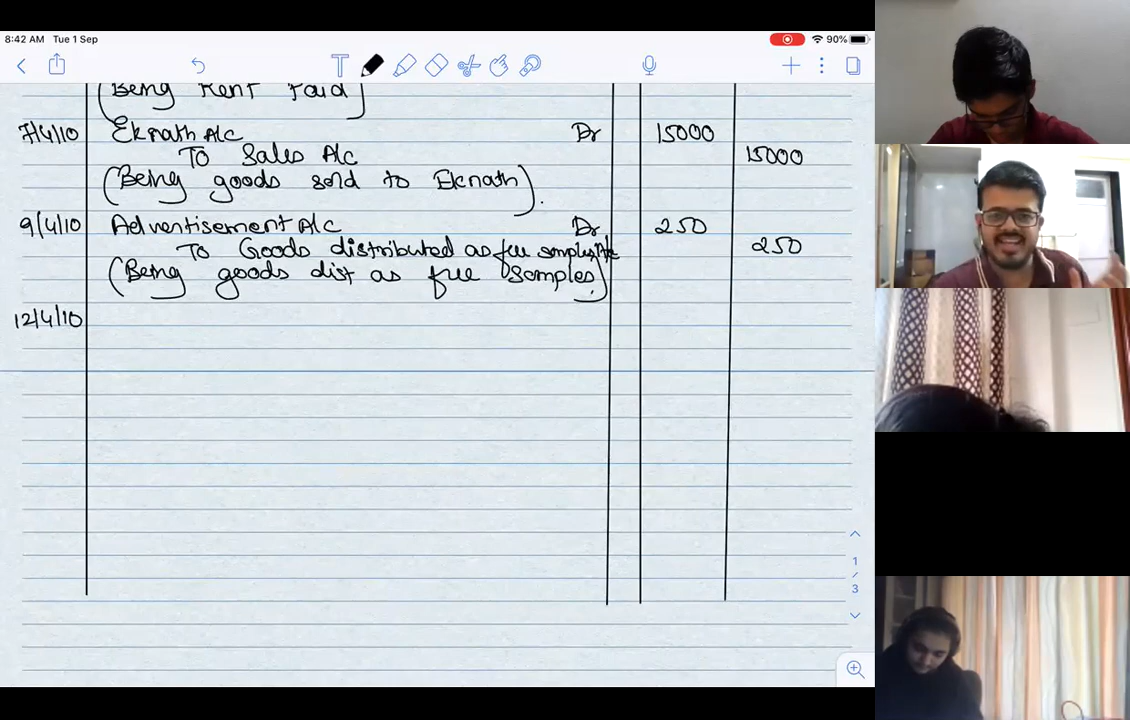 8:42 AM Tue 1 Sep
90%
(Being Rent Paid)
7/4/10 Eknath A/c Dr 15000
To Sales A/c 15000
(Being goods sold to Eknath).
9/4/10 Advertisement A/c Dr 250
To Goods distributed as free samples A/c 250
(Being goods dist as free samples.)
12/4/10
1
/
3